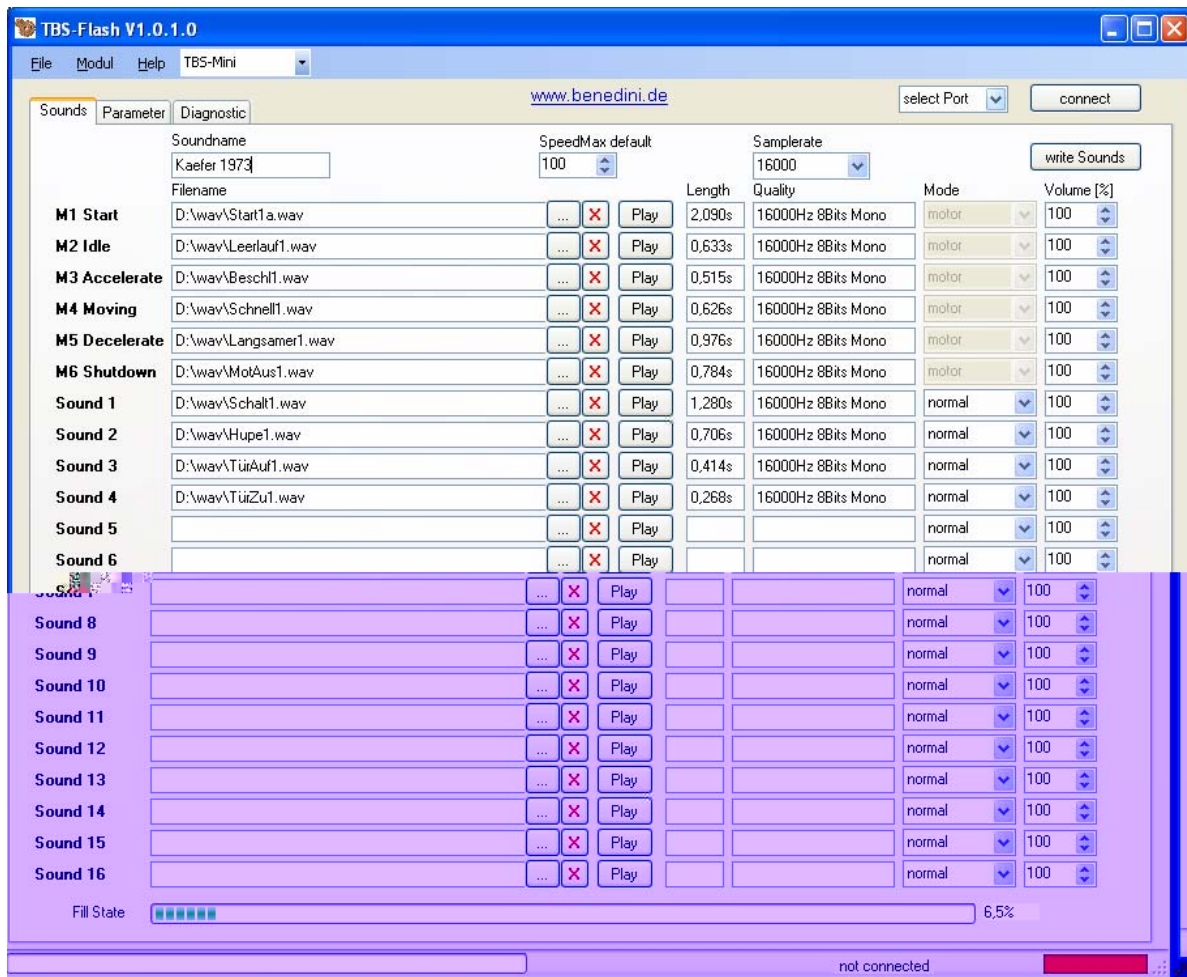 TBS-Flash V1.0.1.0
File Modul Help TBS-Mini
www.benedini.de select Port connect
Sounds Parameter Diagnostic
Soundname SpeedMax default Samplerate
Kaefer 1973 100 16000 write Sounds
Filename Length Quality Mode Volume [%]
M1 Start D:\wav\Start1a.wav ... X Play 2,090s 16000Hz 8Bits Mono motor 100
M2 Idle D:\wav\Leerlauf1.wav ... X Play 0,633s 16000Hz 8Bits Mono motor 100
M3 Accelerate D:\wav\Beschl1.wav ... X Play 0,515s 16000Hz 8Bits Mono motor 100
M4 Moving D:\wav\Schnell1.wav ... X Play 0,626s 16000Hz 8Bits Mono motor 100
M5 Decelerate D:\wav\Langsamer1.wav ... X Play 0,976s 16000Hz 8Bits Mono motor 100
M6 Shutdown D:\wav\MotAus1.wav ... X Play 0,784s 16000Hz 8Bits Mono motor 100
Sound 1 D:\wav\Schalt1.wav ... X Play 1,280s 16000Hz 8Bits Mono normal 100
Sound 2 D:\wav\Hupe1.wav ... X Play 0,706s 16000Hz 8Bits Mono normal 100
Sound 3 D:\wav\TürAuf1.wav ... X Play 0,414s 16000Hz 8Bits Mono normal 100
Sound 4 D:\wav\TürZu1.wav ... X Play 0,268s 16000Hz 8Bits Mono normal 100
Sound 5 ... X Play normal 100
Sound 6 ... X Play normal 100
... X Play normal 100
Sound 8 ... X Play normal 100
Sound 9 ... X Play normal 100
Sound 10 ... X Play normal 100
Sound 11 ... X Play normal 100
Sound 12 ... X Play normal 100
Sound 13 ... X Play normal 100
Sound 14 ... X Play normal 100
Sound 15 ... X Play normal 100
Sound 16 ... X Play normal 100
Fill State 6,5%
not connected